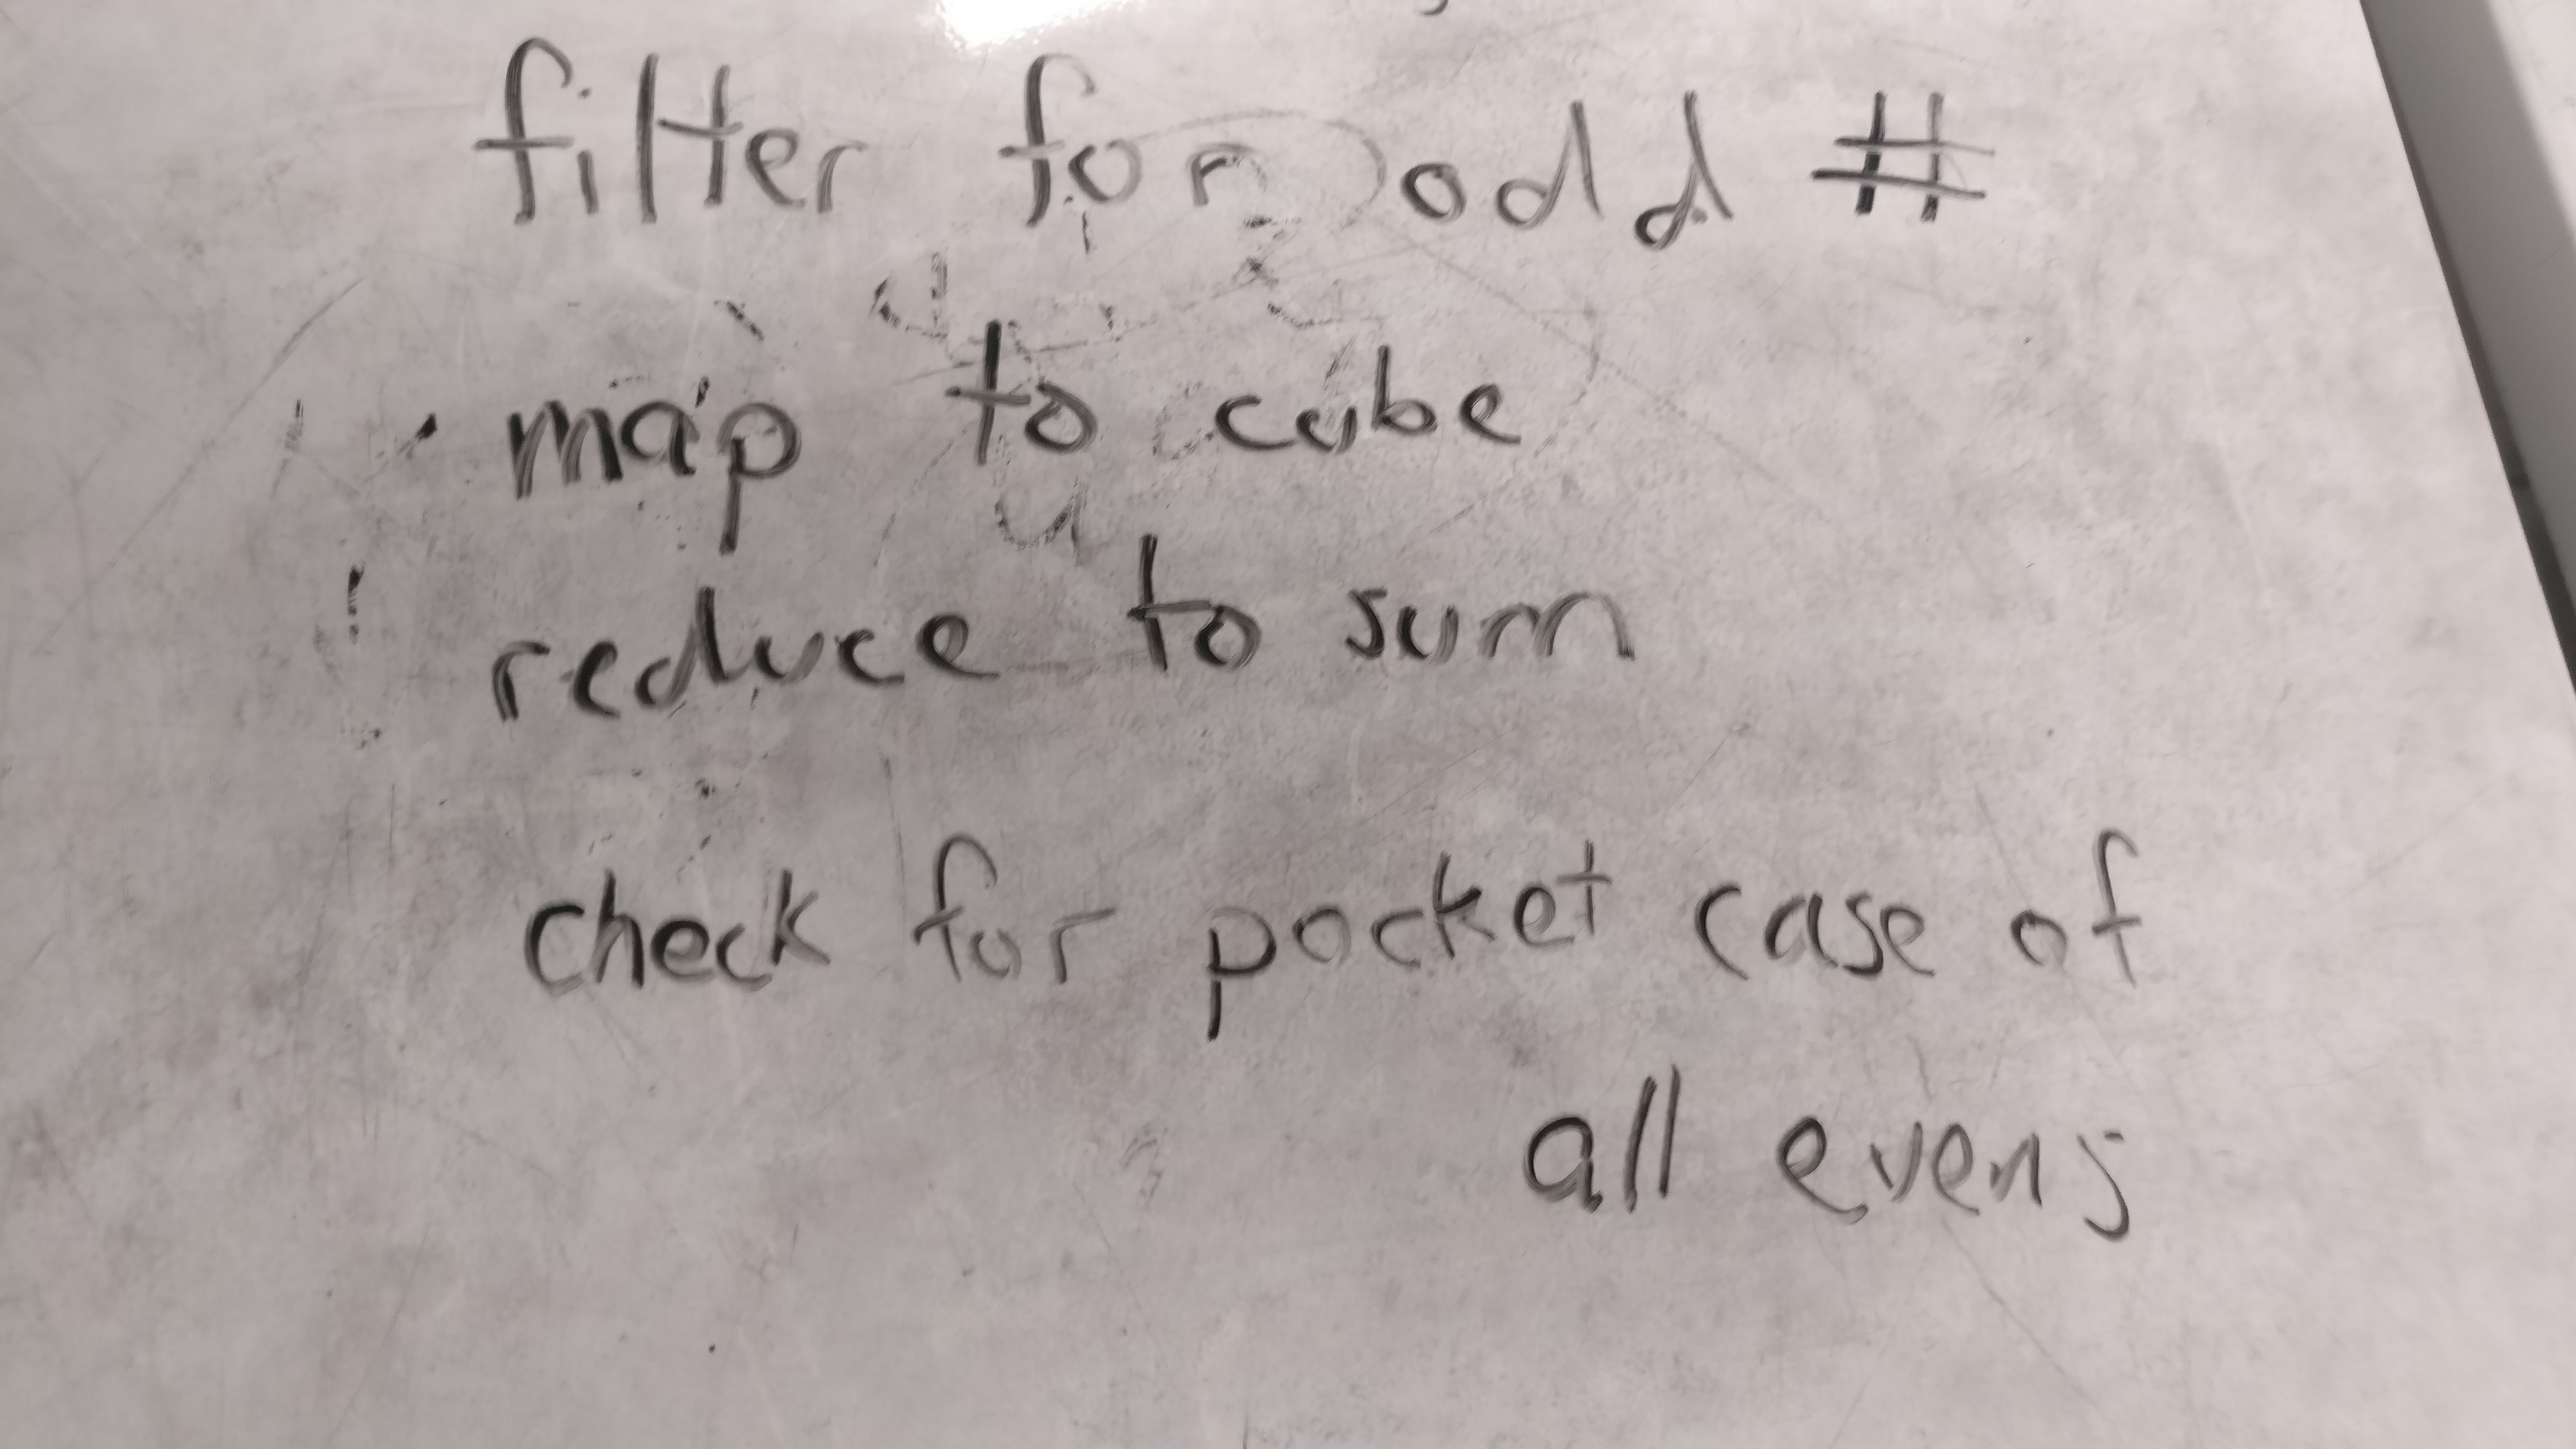 filter for odd #
map to cube
reduce to sum
check for pocket case of
all evens